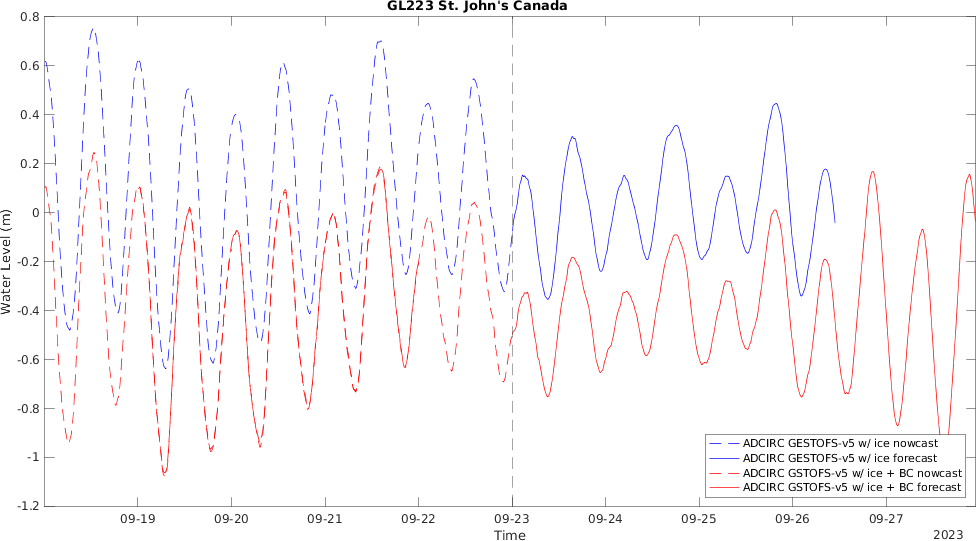 GL223 St. John's Canada
0.8
0.6
0.4
0.2
0
-0.2
-0.4
-0.6
-0.8
-1
-1.2
Water Level (m)
ADCIRC GESTOFS-v5 w/ ice nowcast
ADCIRC GESTOFS-v5 w/ ice forecast
ADCIRC GSTOFS-v5 w/ ice + BC nowcast
ADCIRC GSTOFS-v5 w/ ice + BC forecast
09-19 09-20 09-21 09-22 09-23 09-24 09-25 09-26 09-27
Time
2023